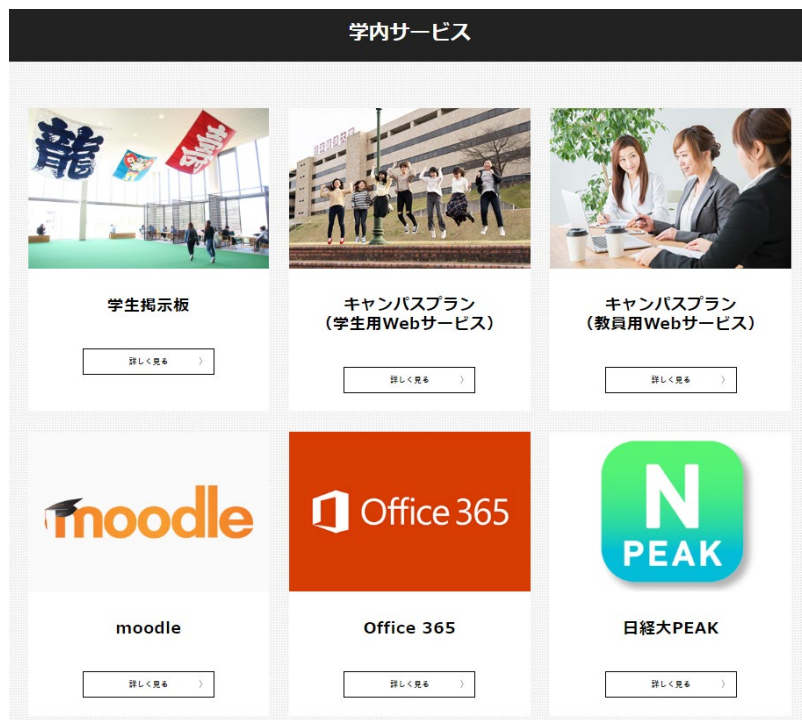 学内サービス
龍
学生掲示板
詳しく見る 〉
キャンパスプラン
(学生用Webサービス)
詳しく見る 〉
キャンパスプラン
(教員用Webサービス)
詳しく見る 〉
moodle
moodle
詳しく見る 〉
Office 365
Office 365
詳しく見る 〉
N
PEAK
日経大PEAK
詳しく見る 〉